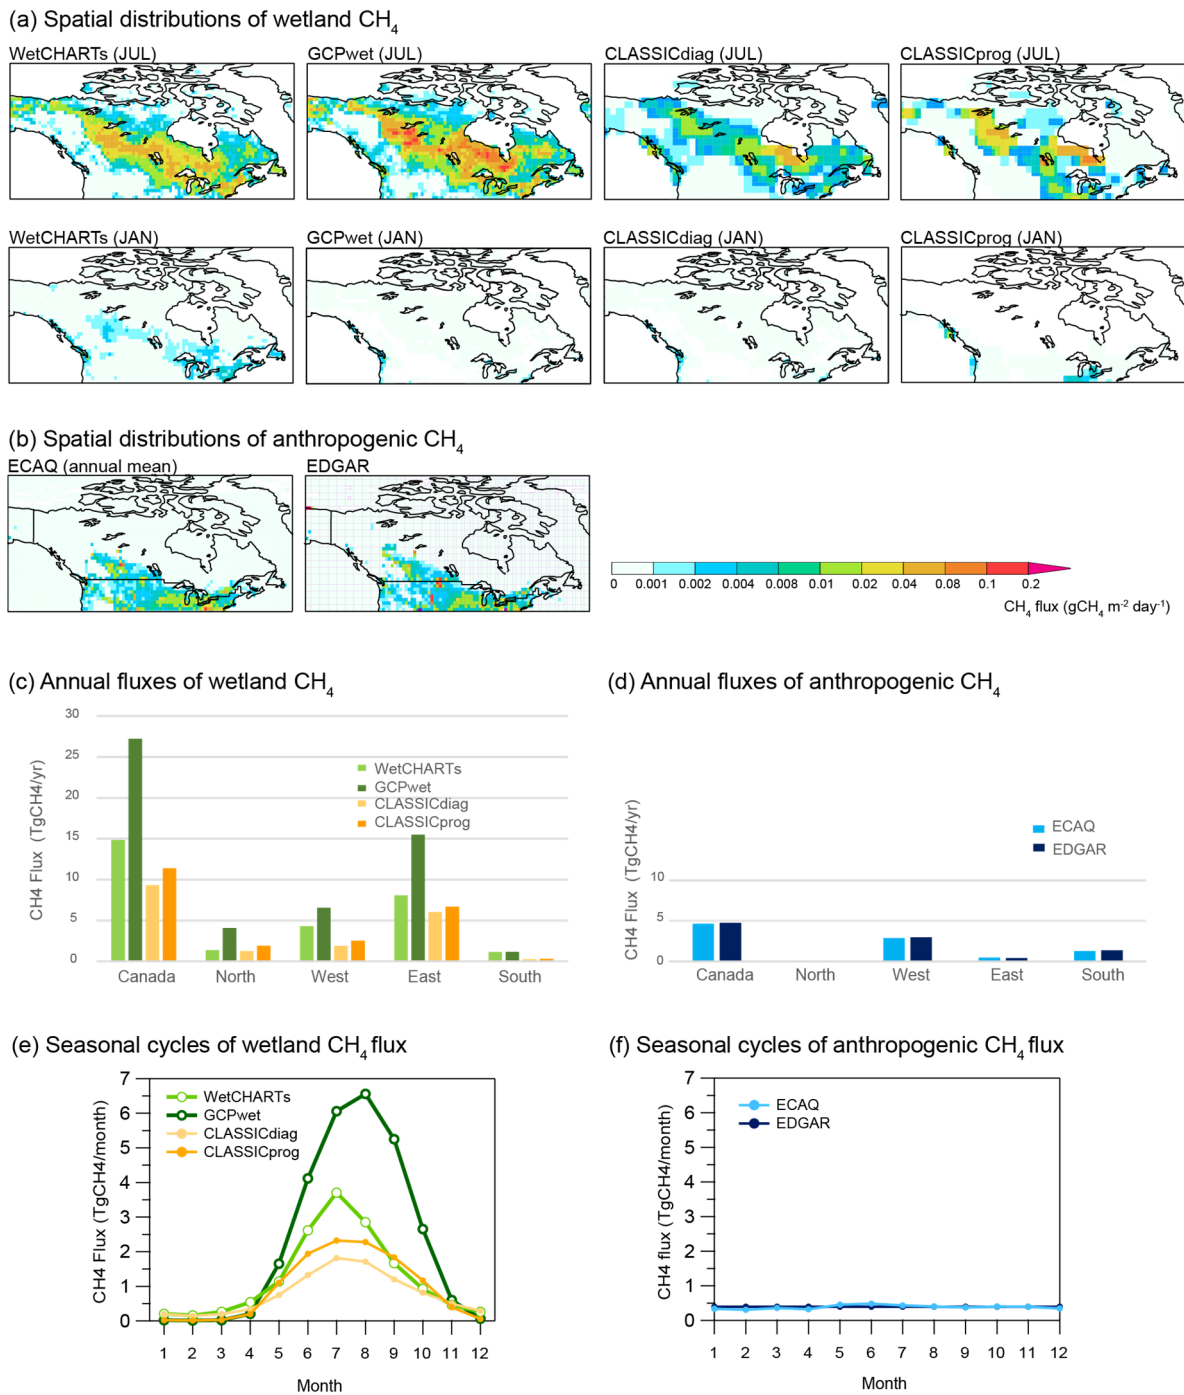 (a) Spatial distributions of wetland CH4
WetCHARTs (JUL) GCPwet (JUL) CLASSICdiag (JUL) CLASSICprog (JUL)
WetCHARTs (JAN) GCPwet (JAN) CLASSICdiag (JAN) CLASSICprog (JAN)
(b) Spatial distributions of anthropogenic CH4
ECAQ (annual mean) EDGAR
0 0.001 0.002 0.004 0.008 0.01 0.02 0.04 0.08 0.1 0.2
CH4 flux (gCH4 m-2 day-1)
(c) Annual fluxes of wetland CH4
CH4 Flux (TgCH4/yr)
30
25
20
15
10
5
0
WetCHARTs
GCPwet
CLASSICdiag
CLASSICprog
Canada North West East South
(d) Annual fluxes of anthropogenic CH4
CH4 Flux (TgCH4/yr)
10
5
0
ECAQ
EDGAR
Canada North West East South
(e) Seasonal cycles of wetland CH4 flux
CH4 Flux (TgCH4/month)
7
6
5
4
3
2
1
0
WetCHARTs
GCPwet
CLASSICdiag
CLASSICprog
1 2 3 4 5 6 7 8 9 10 11 12
Month
(f) Seasonal cycles of anthropogenic CH4 flux
CH4 flux (TgCH4/month)
7
6
5
4
3
2
1
0
ECAQ
EDGAR
1 2 3 4 5 6 7 8 9 10 11 12
Month